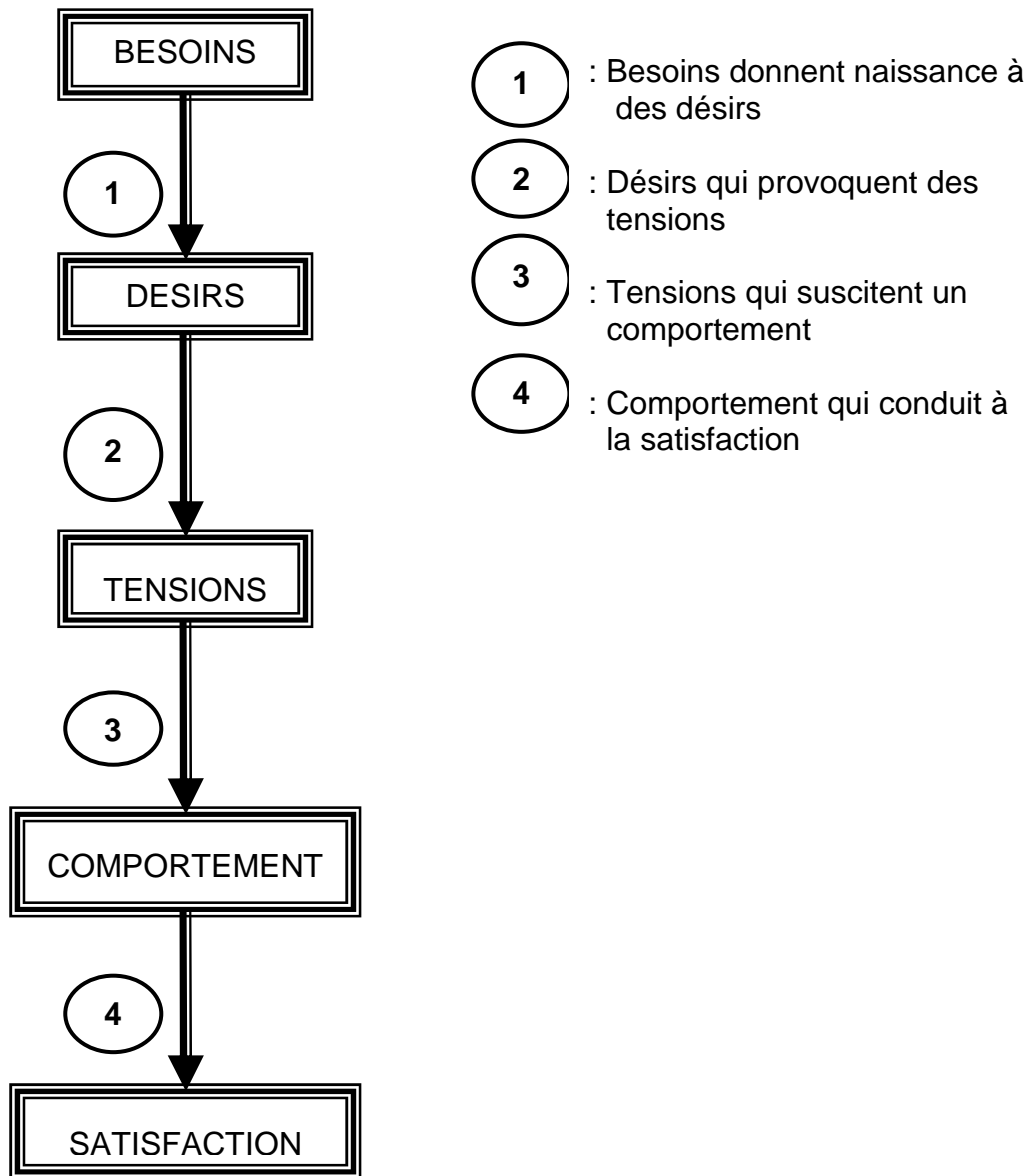 BESOINS
1
DESIRS
2
TENSIONS
3
COMPORTEMENT
4
SATISFACTION
1 : Besoins donnent naissance à
des désirs
2 : Désirs qui provoquent des
tensions
3 : Tensions qui suscitent un
comportement
4 : Comportement qui conduit à
la satisfaction